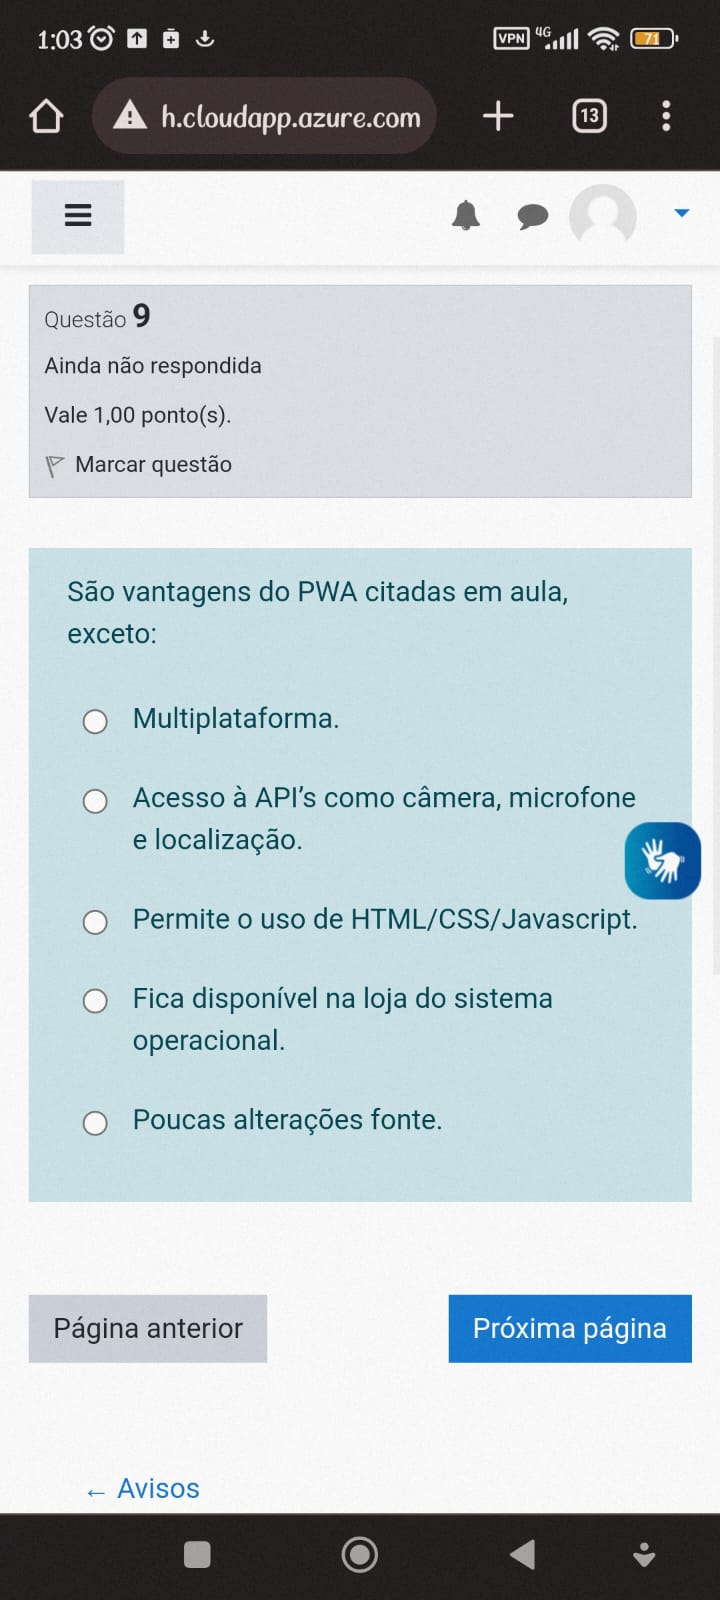 1:03
VPN 4G 71
h.cloudapp.azure.com
13
Questão 9
Ainda não respondida
Vale 1,00 ponto(s).
Marcar questão
São vantagens do PWA citadas em aula,
exceto:
Multiplataforma.
Acesso à API's como câmera, microfone
e localização.
Permite o uso de HTML/CSS/Javascript.
Fica disponível na loja do sistema
operacional.
Poucas alterações fonte.
Página anterior
Próxima página
← Avisos